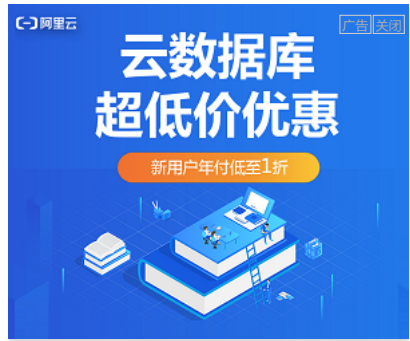 阿里云
广告 关闭
云数据库
超低价优惠
新用户年付低至1折